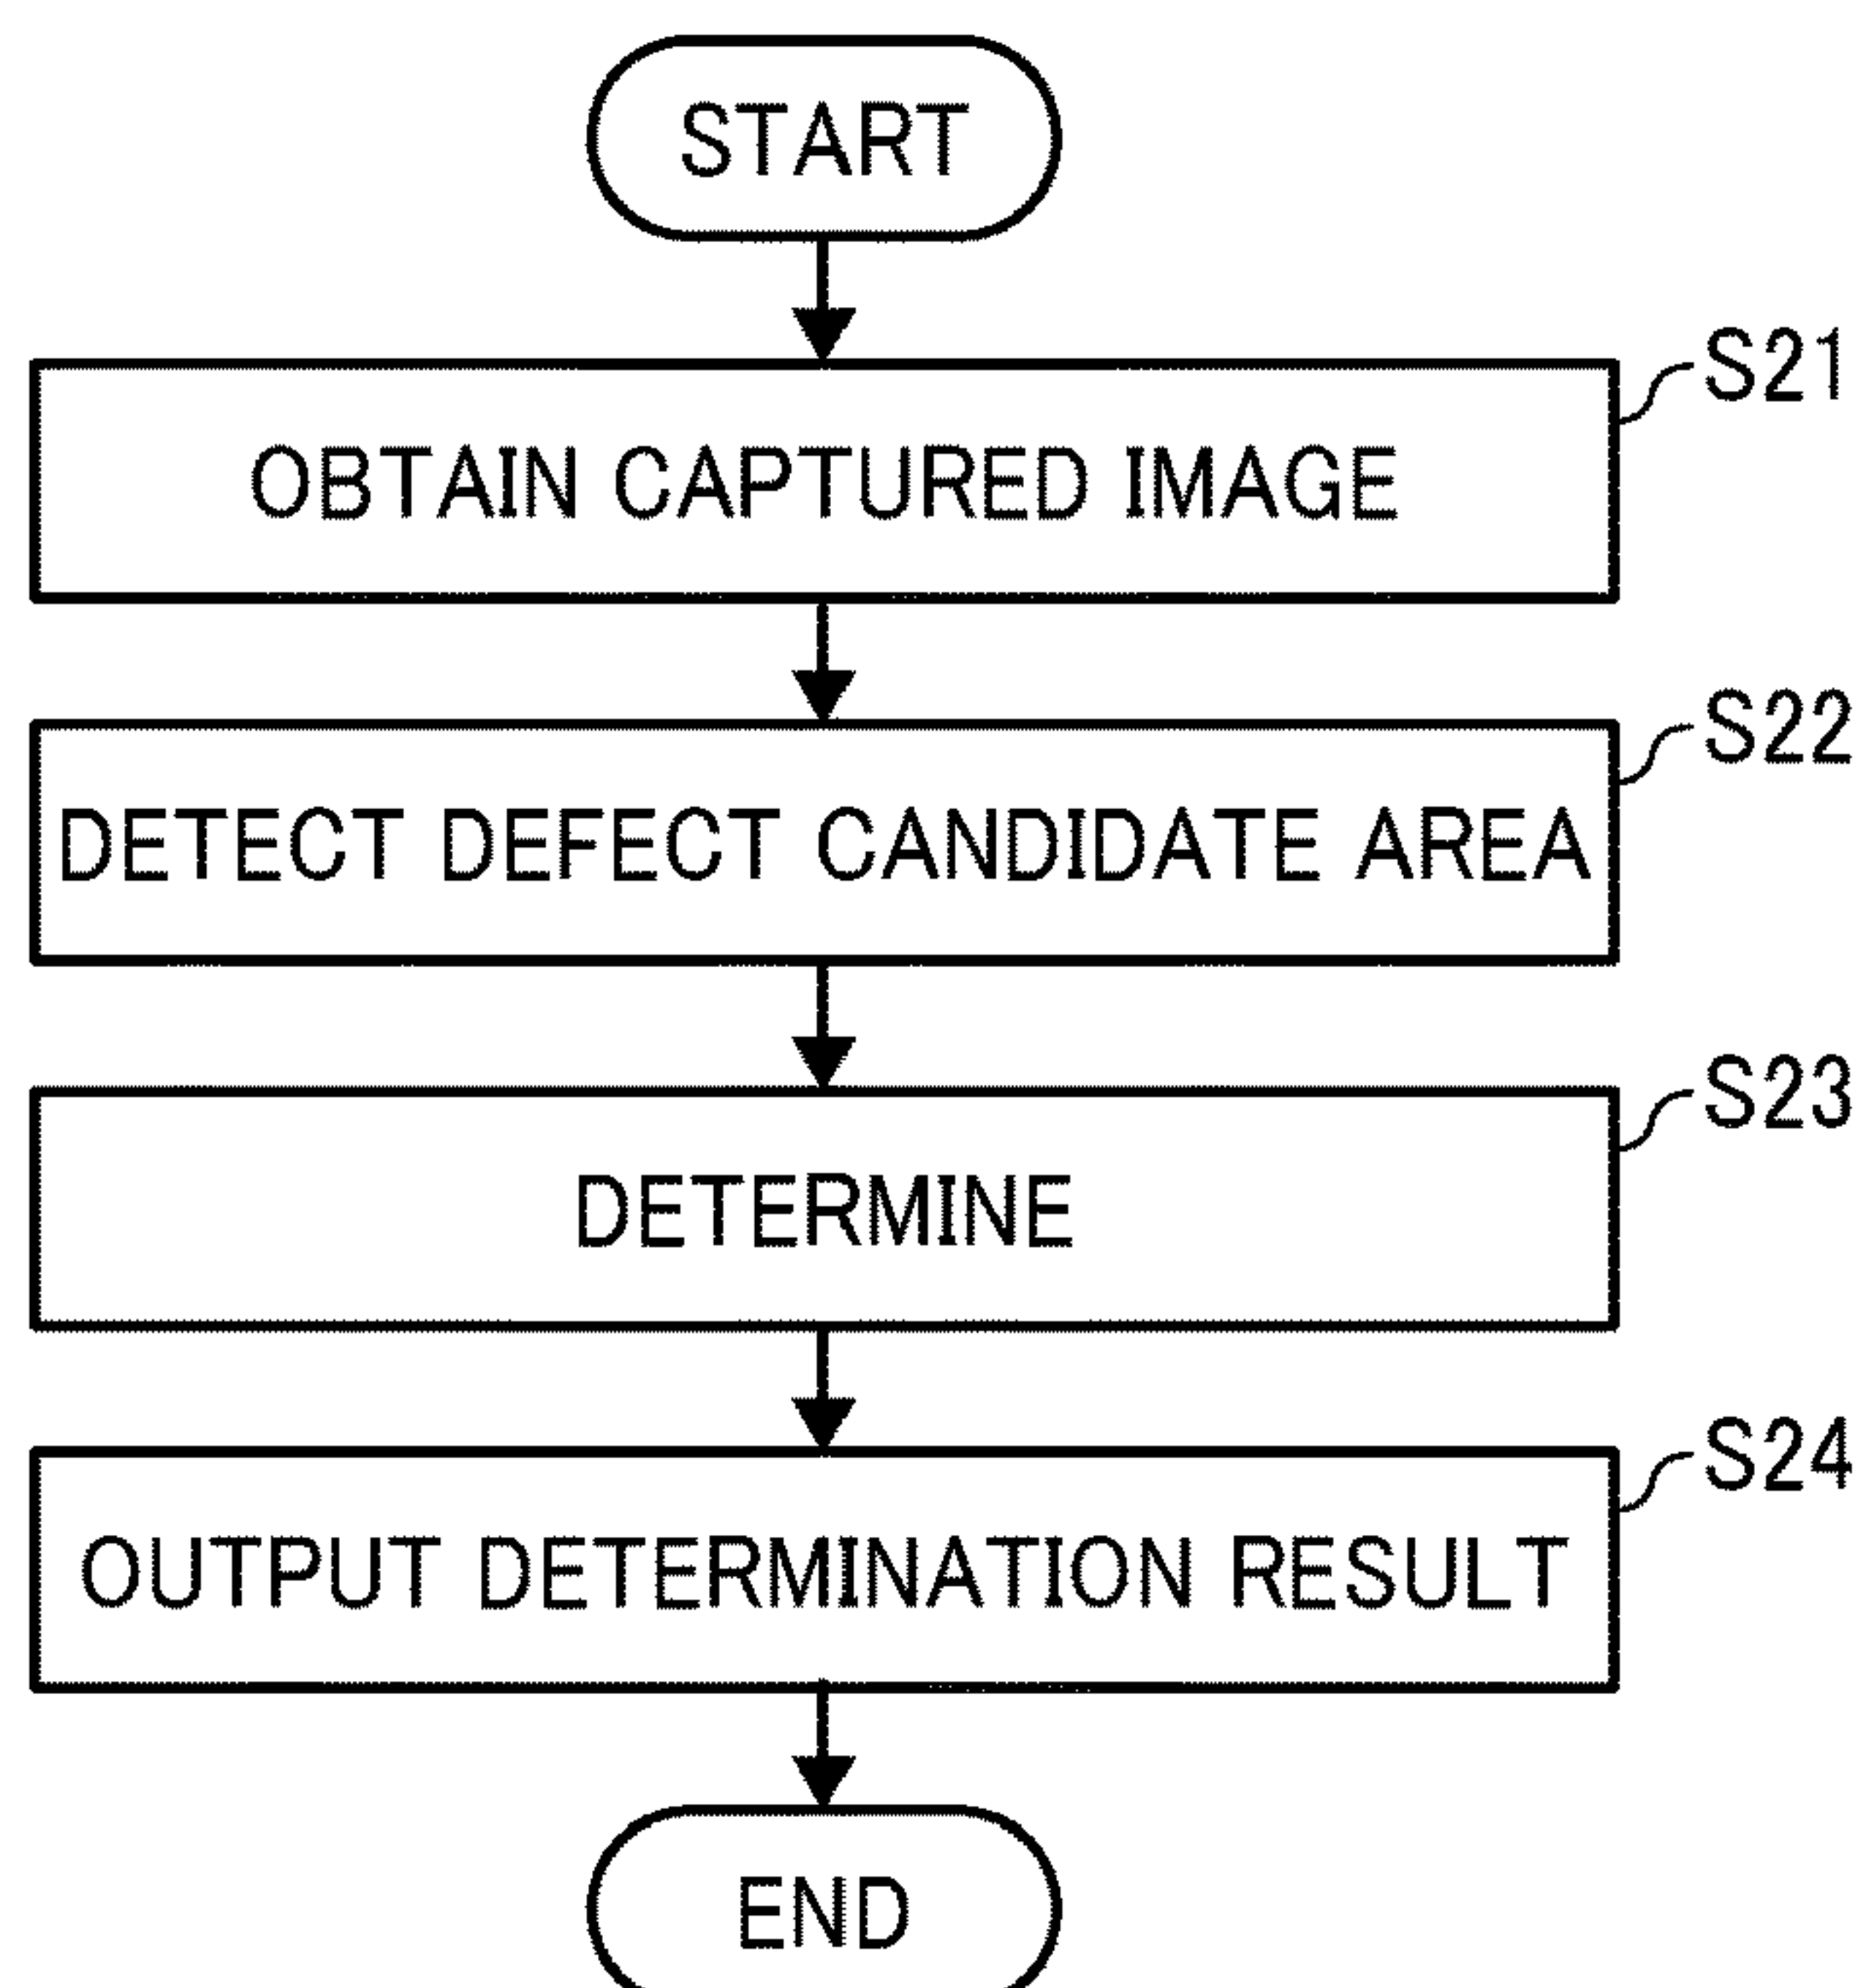 START
S21
OBTAIN CAPTURED IMAGE
S22
DETECT DEFECT CANDIDATE AREA
S23
DETERMINE
S24
OUTPUT DETERMINATION RESULT
END